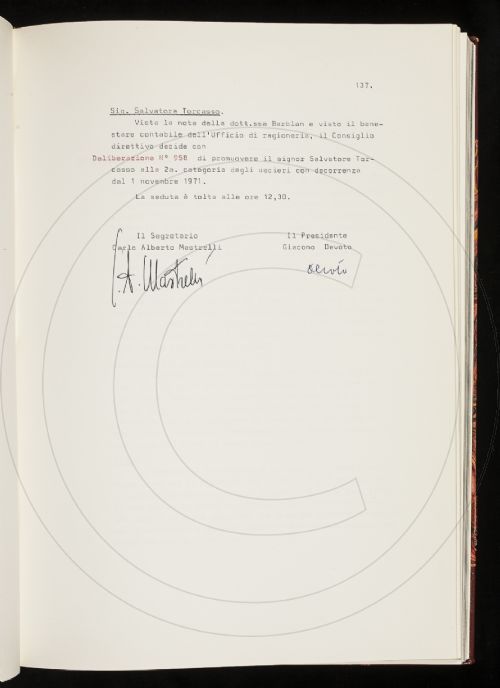 137.
Sig. Salvatore Torcasso.
Vista la nota della dott.ssa Barblan e visto il bene-
stare contabile dell'Ufficio di ragioneria, il Consiglio
direttivo decide con
Deliberazione N° 958 di promuovere il signor Salvatore Tor-
casso alla 2a. categoria degli uscieri con decorrenza
dal 1 novembre 1971.
La seduta è tolta alle ore 12,30.
Il Segretario Il Presidente
Carlo Alberto Mastrelli Giacomo Devoto
C.A. Mastrelli Devoto